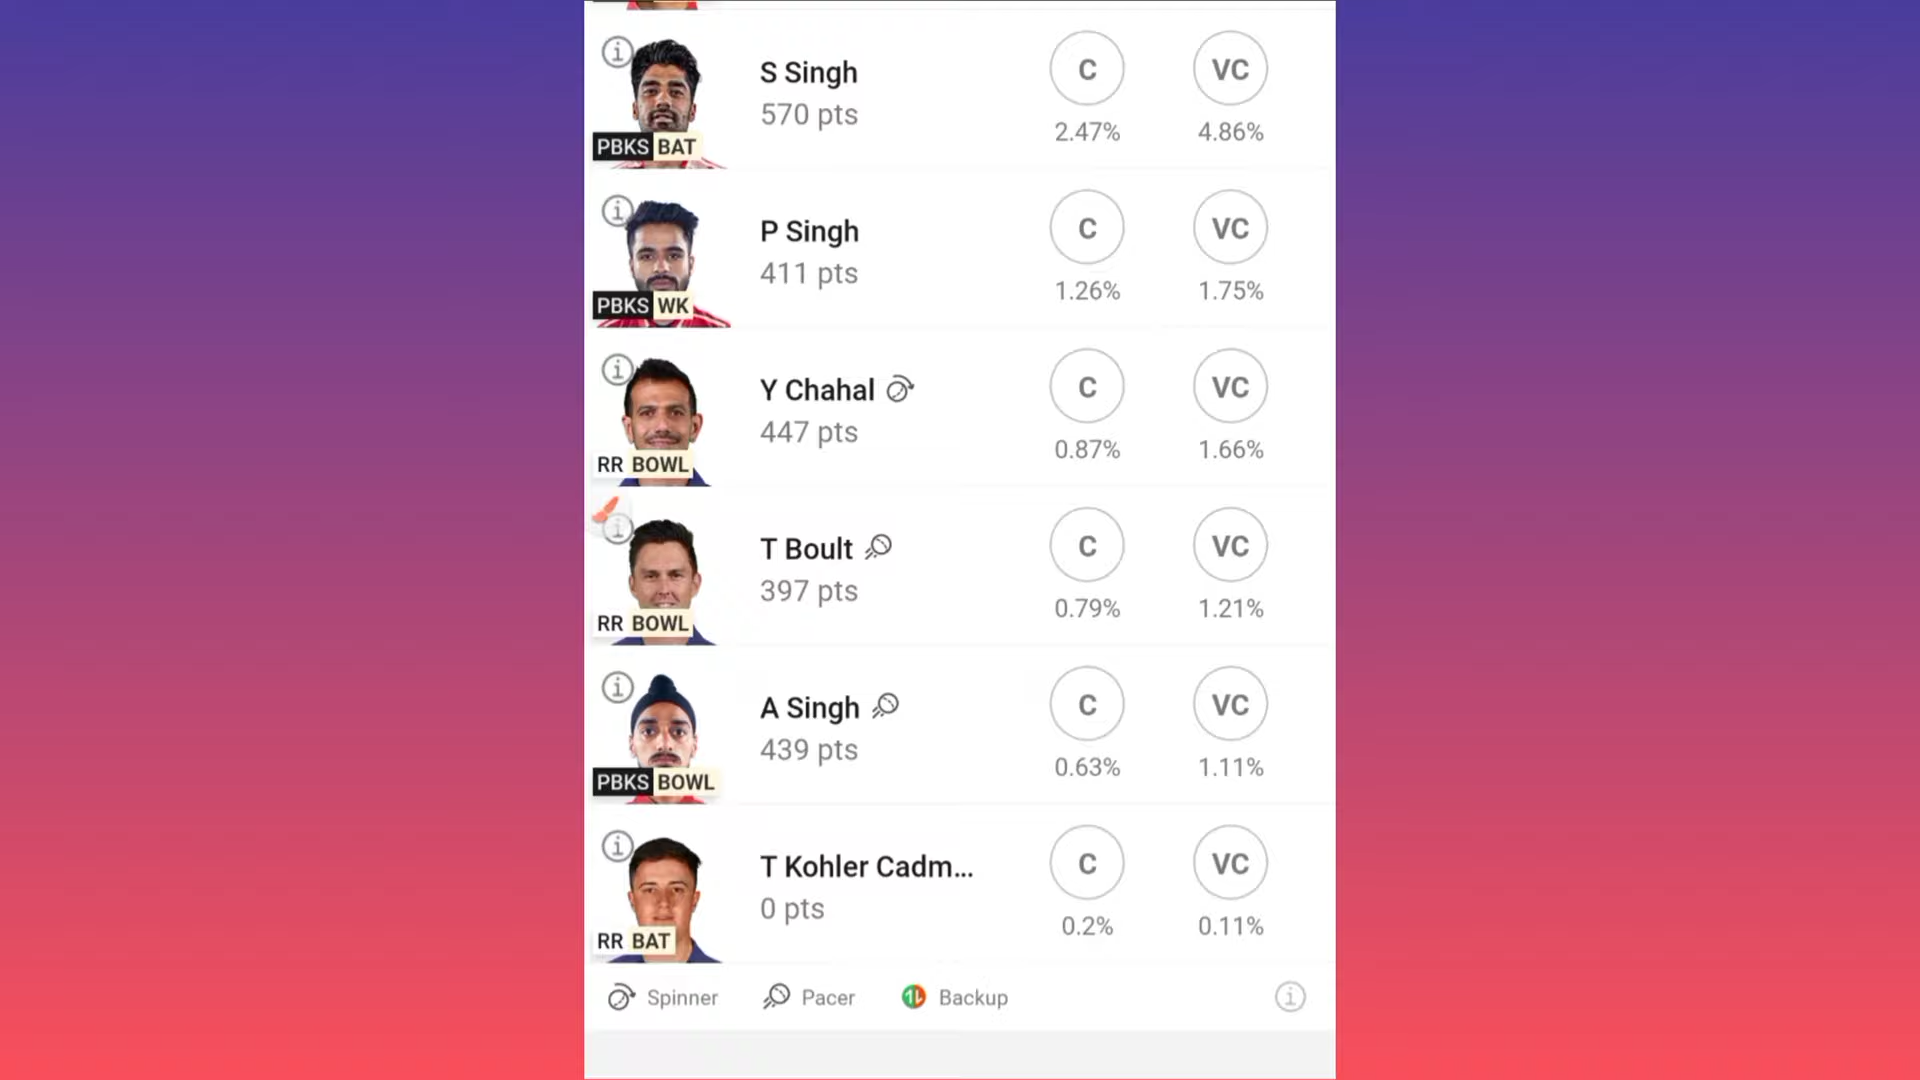 S Singh
570 pts
PBKS BAT
C
VC
2.47%
4.86%
P Singh
411 pts
PBKS WK
C
VC
1.26%
1.75%
Y Chahal
447 pts
RR BOWL
C
VC
0.87%
1.66%
T Boult
397 pts
RR BOWL
C
VC
0.79%
1.21%
A Singh
439 pts
PBKS BOWL
C
VC
0.63%
1.11%
T Kohler Cadm...
0 pts
RR BAT
C
VC
0.2%
0.11%
Spinner Pacer Backup